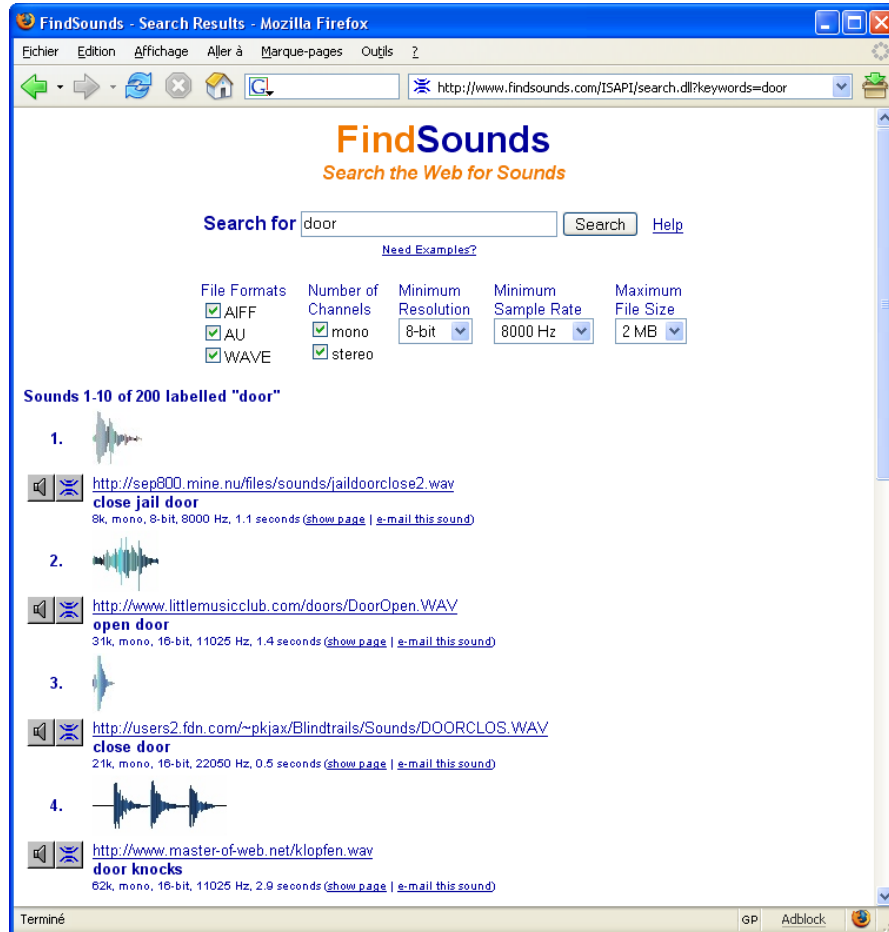 FindSounds - Search Results - Mozilla Firefox
Fichier Edition Affichage Aller à Marque-pages Outils ?
G
http://www.findsounds.com/ISAPI/search.dll?keywords=door
FindSounds
Search the Web for Sounds
Search for door Search Help
Need Examples?
File Formats Number of Channels Minimum Resolution Minimum Sample Rate Maximum File Size
AIFF mono 8-bit 8000 Hz 2 MB
AU stereo
WAVE
Sounds 1-10 of 200 labelled "door"
1.
http://sep800.mine.nu/files/sounds/jaildoorclose2.wav
close jail door
8k, mono, 8-bit, 8000 Hz, 1.1 seconds (show page | e-mail this sound)
2.
http://www.littlemusicclub.com/doors/DoorOpen.WAV
open door
31k, mono, 16-bit, 11025 Hz, 1.4 seconds (show page | e-mail this sound)
3.
http://users2.fdn.com/~pkjax/Blindtrails/Sounds/DOORCLOS.WAV
close door
21k, mono, 16-bit, 22050 Hz, 0.5 seconds (show page | e-mail this sound)
4.
http://www.master-of-web.net/klopfen.wav
door knocks
62k, mono, 16-bit, 11025 Hz, 2.9 seconds (show page | e-mail this sound)
Terminé GP Adblock